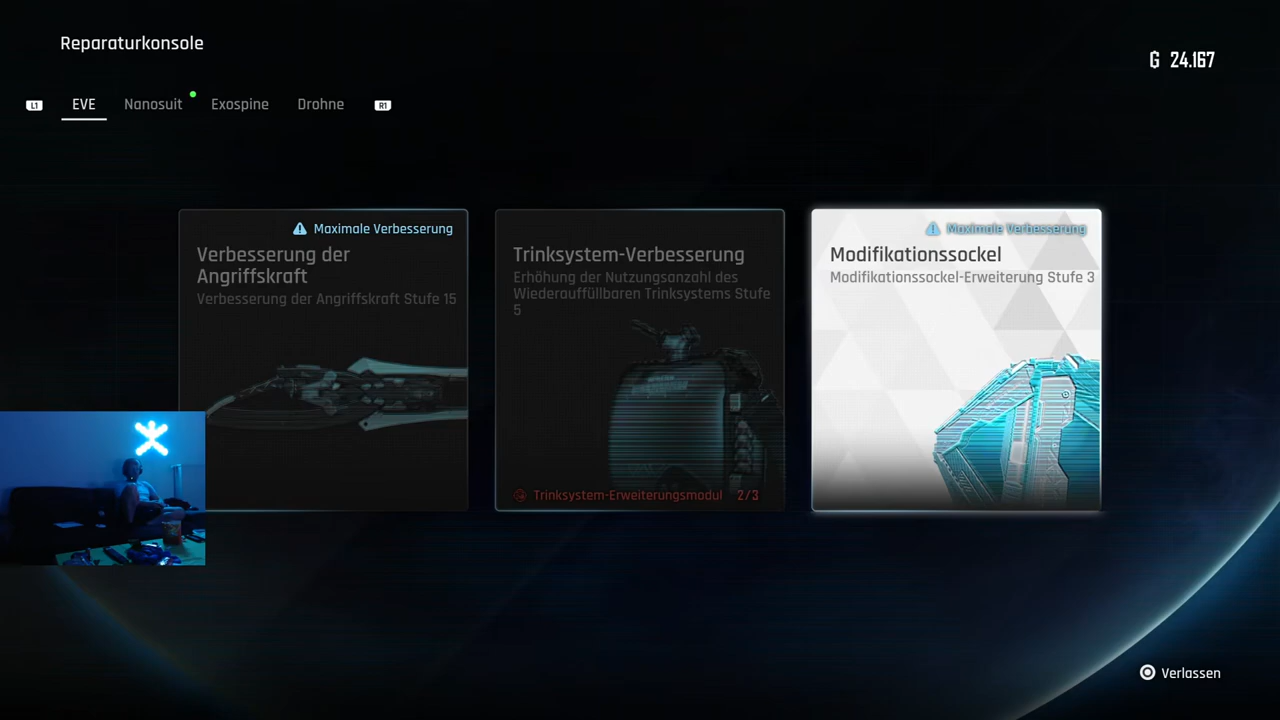 Reparaturkonsole
G 24.167
L1 EVE Nanosuit Exospine Drohne R1
Maximale Verbesserung
Verbesserung der
Angriffskraft
Verbesserung der Angriffskraft Stufe 15
Trinksystem-Verbesserung
Erhöhung der Nutzungsanzahl des
Wiederauffüllbaren Trinksystems Stufe
5
Trinksystem-Erweiterungsmodul 2/3
Maximale Verbesserung
Modifikationssockel
Modifikationssockel-Erweiterung Stufe 3
Verlassen